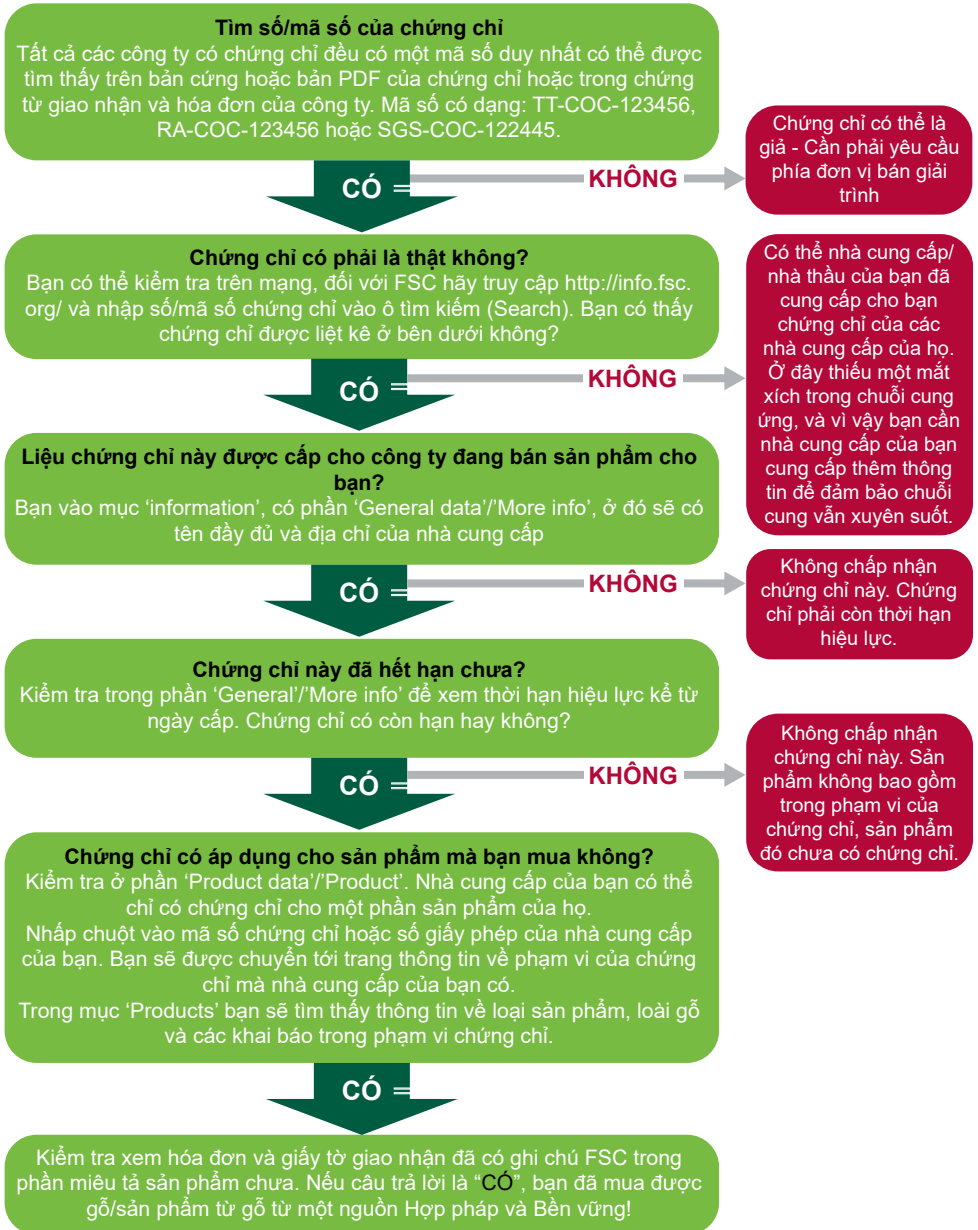 Tìm số/mã số của chứng chỉ
Tất cả các công ty có chứng chỉ đều có một mã số duy nhất có thể được
tìm thấy trên bản cứng hoặc bản PDF của chứng chỉ hoặc trong chứng
từ giao nhận và hóa đơn của công ty. Mã số có dạng: TT-COC-123456,
RA-COC-123456 hoặc SGS-COC-122445.
CÓ =
KHÔNG
Chứng chỉ có thể là
giả - Cần phải yêu cầu
phía đơn vị bán giải
trình
Chứng chỉ có phải là thật không?
Bạn có thể kiểm tra trên mạng, đối với FSC hãy truy cập http://info.fsc.
org/ và nhập số/mã số chứng chỉ vào ô tìm kiếm (Search). Bạn có thấy
chứng chỉ được liệt kê ở bên dưới không?
CÓ =
KHÔNG
Có thể nhà cung cấp/
nhà thầu của bạn đã
cung cấp cho bạn
chứng chỉ của các
nhà cung cấp của họ.
Ở đây thiếu một mắt
xích trong chuỗi cung
ứng, và vì vậy bạn cần
nhà cung cấp của bạn
cung cấp thêm thông
tin để đảm bảo chuỗi
cung vẫn xuyên suốt.
Liệu chứng chỉ này được cấp cho công ty đang bán sản phẩm cho
bạn?
Bạn vào mục ‘information’, có phần ‘General data’/’More info’, ở đó sẽ có
tên đầy đủ và địa chỉ của nhà cung cấp
CÓ =
KHÔNG
Không chấp nhận
chứng chỉ này. Chứng
chỉ phải còn thời hạn
hiệu lực.
Chứng chỉ này đã hết hạn chưa?
Kiểm tra trong phần ‘General’/’More info’ để xem thời hạn hiệu lực kể từ
ngày cấp. Chứng chỉ có còn hạn hay không?
CÓ =
KHÔNG
Không chấp nhận
chứng chỉ này. Sản
phẩm không bao gồm
trong phạm vi của
chứng chỉ, sản phẩm
đó chưa có chứng chỉ.
Chứng chỉ có áp dụng cho sản phẩm mà bạn mua không?
Kiểm tra ở phần ‘Product data’/’Product’. Nhà cung cấp của bạn có thể
chỉ có chứng chỉ cho một phần sản phẩm của họ.
Nhấp chuột vào mã số chứng chỉ hoặc số giấy phép của nhà cung cấp
của bạn. Bạn sẽ được chuyển tới trang thông tin về phạm vi của chứng
chỉ mà nhà cung cấp của bạn có.
Trong mục ‘Products’ bạn sẽ tìm thấy thông tin về loại sản phẩm, loài gỗ
và các khai báo trong phạm vi chứng chỉ.
CÓ =
Kiểm tra xem hóa đơn và giấy tờ giao nhận đã có ghi chú FSC trong
phần miêu tả sản phẩm chưa. Nếu câu trả lời là “CÓ”, bạn đã mua được
gỗ/sản phẩm từ gỗ từ một nguồn Hợp pháp và Bền vững!